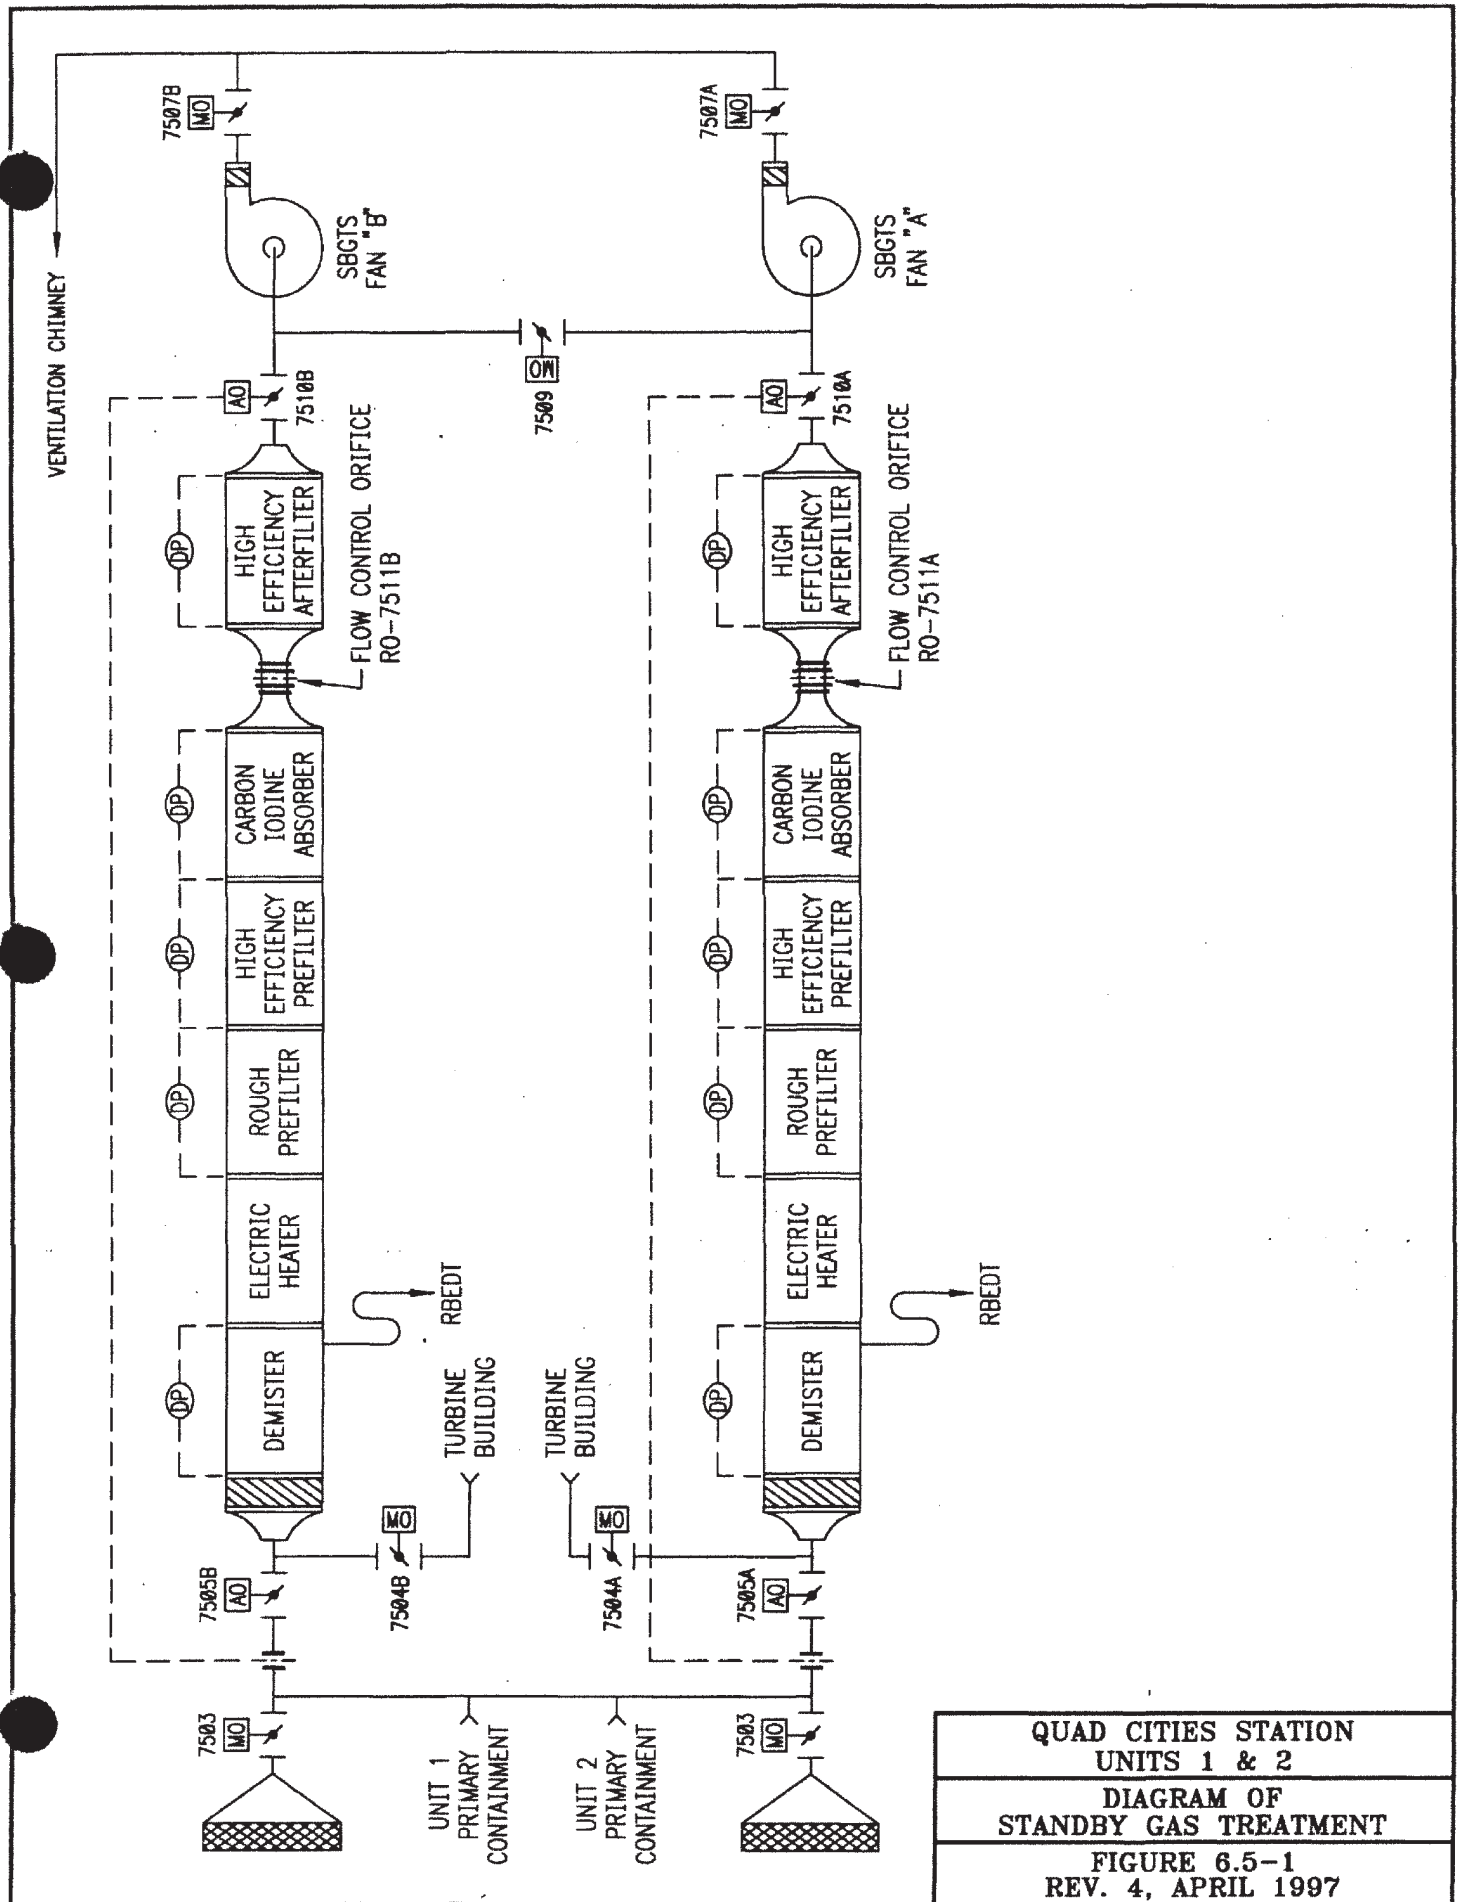 VENTILATION CHIMNEY
7507B
MO
SBGTS
FAN "B"
7510B
AO
DP
HIGH
EFFICIENCY
AFTERFILTER
FLOW CONTROL ORIFICE
RO-7511B
DP
CARBON
IODINE
ABSORBER
DP
HIGH
EFFICIENCY
PREFILTER
DP
ROUGH
PREFILTER
ELECTRIC
HEATER
RBEDT
DP
DEMISTER
TURBINE
BUILDING
MO
7504B
7505B
AO
7503
MO
UNIT 1
PRIMARY
CONTAINMENT
7509
MO
7507A
MO
SBGTS
FAN "A"
7510A
AO
DP
HIGH
EFFICIENCY
AFTERFILTER
FLOW CONTROL ORIFICE
RO-7511A
DP
CARBON
IODINE
ABSORBER
DP
HIGH
EFFICIENCY
PREFILTER
DP
ROUGH
PREFILTER
ELECTRIC
HEATER
RBEDT
DP
DEMISTER
TURBINE
BUILDING
MO
7504A
7505A
AO
7503
MO
UNIT 2
PRIMARY
CONTAINMENT
QUAD CITIES STATION
UNITS 1 & 2
DIAGRAM OF
STANDBY GAS TREATMENT
FIGURE 6.5-1
REV. 4, APRIL 1997